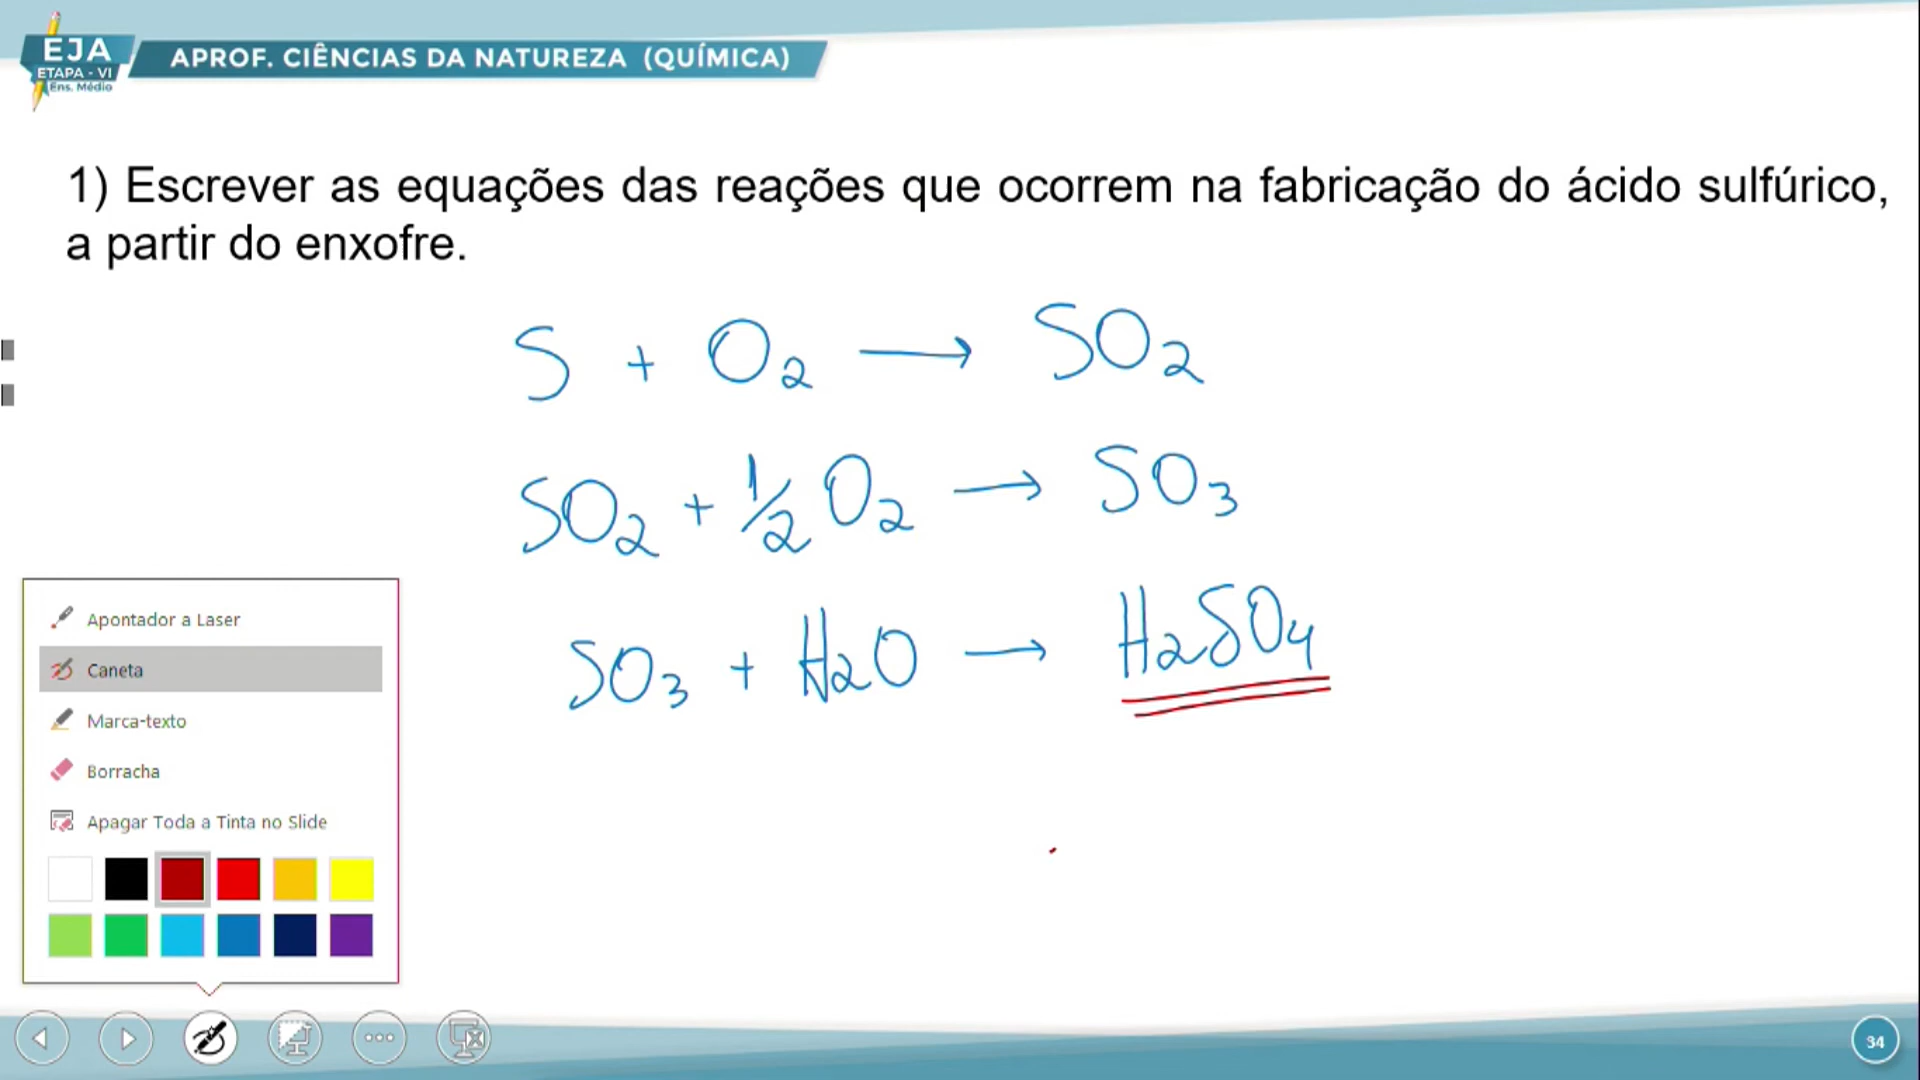 EJA
ETAPA - VI
Ens. Médio
APROF. CIÊNCIAS DA NATUREZA (QUÍMICA)
1) Escrever as equações das reações que ocorrem na fabricação do ácido sulfúrico,
a partir do enxofre.
S + O₂ → SO₂
SO₂ + 1/2 O₂ → SO₃
SO₃ + H₂O → H₂SO₄
Apontador a Laser
Caneta
Marca-texto
Borracha
Apagar Toda a Tinta no Slide
34